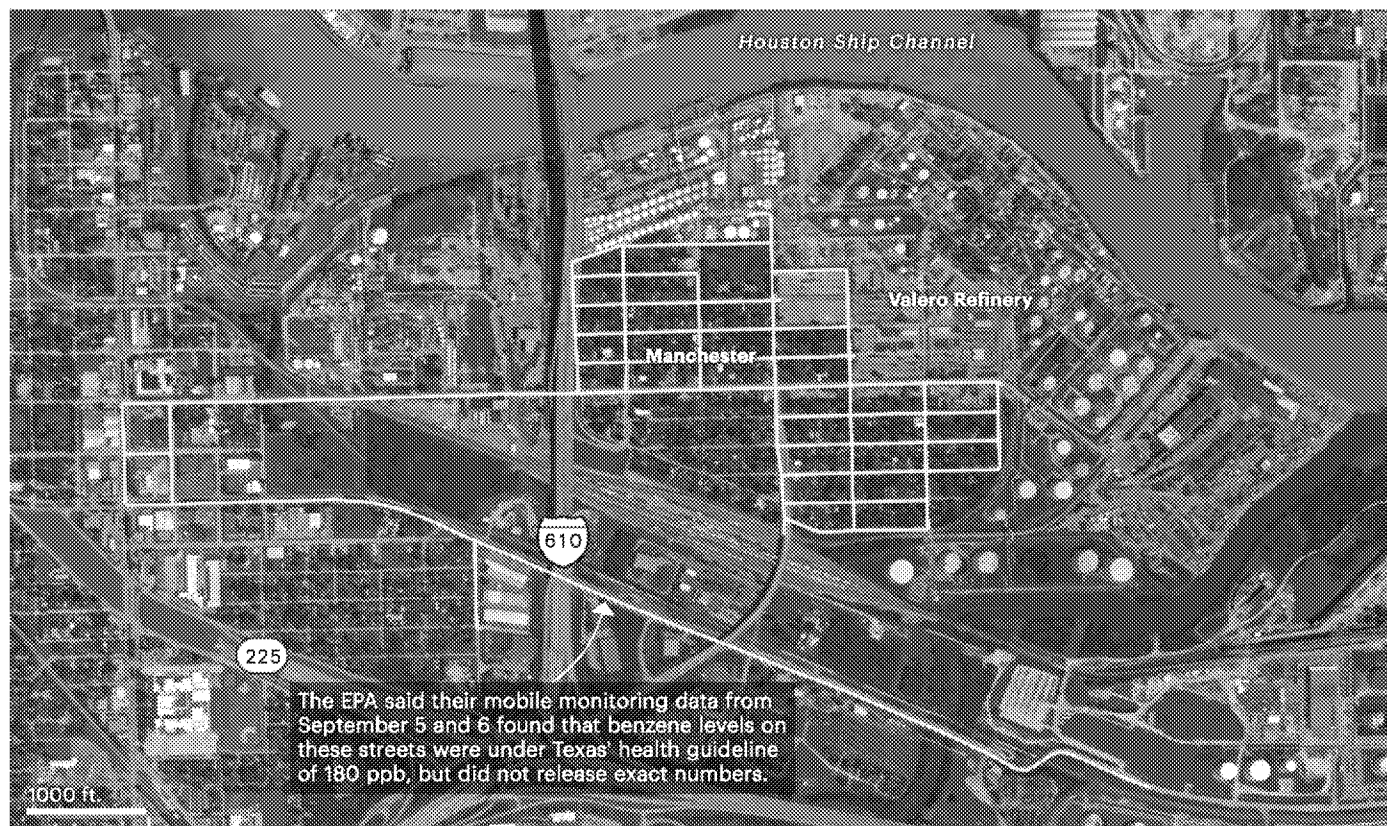 Houston Ship Channel
Valero Refinery
Manchester
610
225
The EPA said their mobile monitoring data from
September 5 and 6 found that benzene levels on
these streets were under Texas' health guideline
of 180 ppb, but did not release exact numbers.
1000 ft.